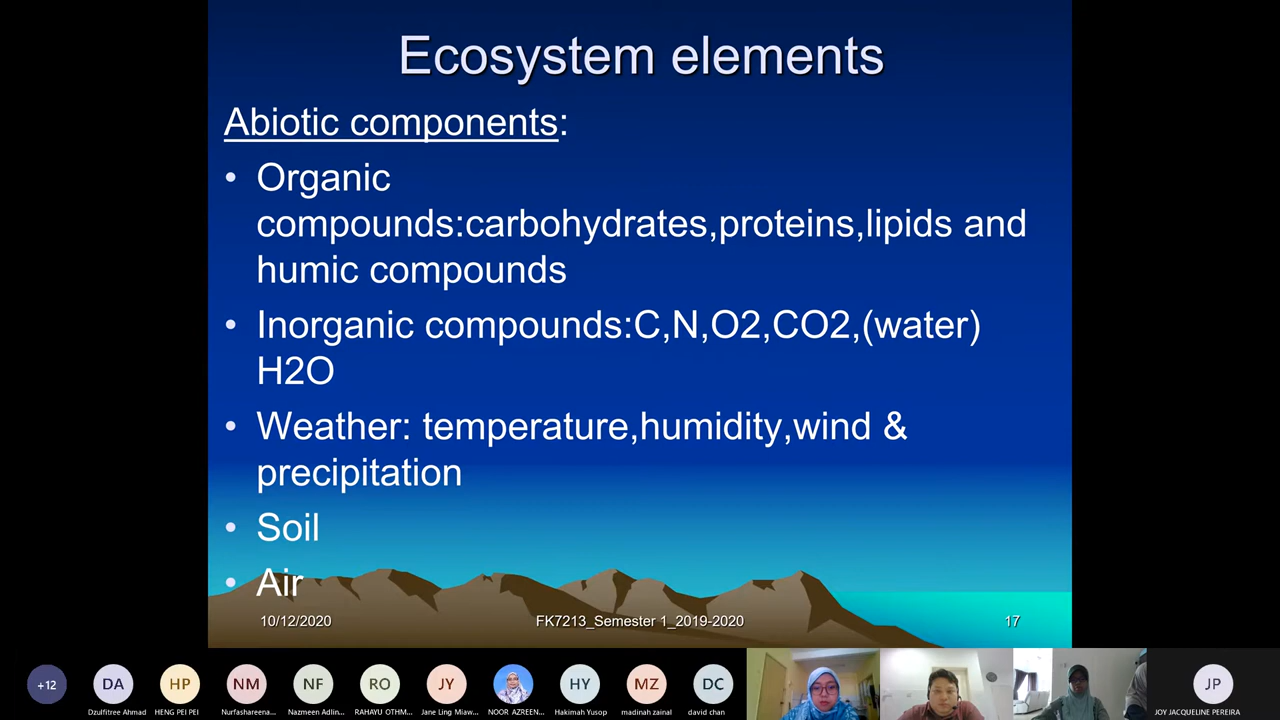 Ecosystem elements
Abiotic components:
• Organic
compounds:carbohydrates,proteins,lipids and
humic compounds
• Inorganic compounds:C,N,O2,CO2,(water)
H2O
• Weather: temperature,humidity,wind &
precipitation
• Soil
• Air
10/12/2020 FK7213_Semester 1_2019-2020 17
+12 DA HP NM NF RO JY HY MZ DC JP
Dzulfitree Ahmad HENG PEI PEI Nurfashareena... Nazmeen Adlin... RAHAYU OTHM... Jane Ling Miaw... NOOR AZREEN... Hakimah Yusop madinah zainal david chan JOY JACQUELINE PEREIRA